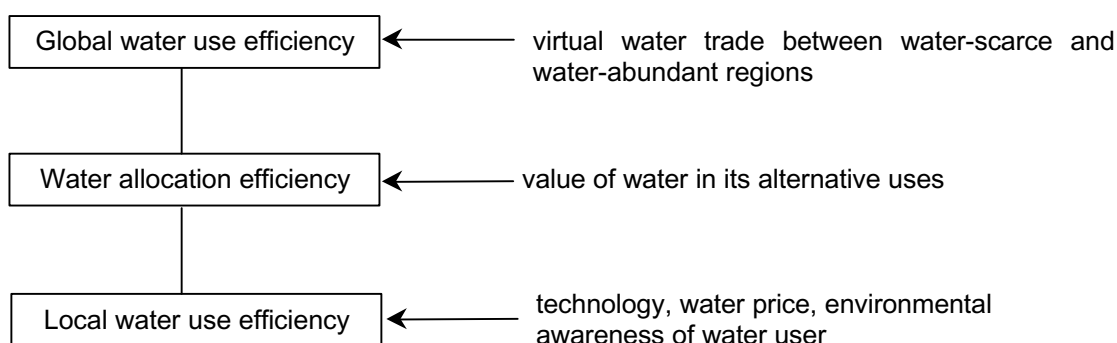 Global water use efficiency
virtual water trade between water-scarce and
water-abundant regions
Water allocation efficiency
value of water in its alternative uses
Local water use efficiency
technology, water price, environmental
awareness of water user